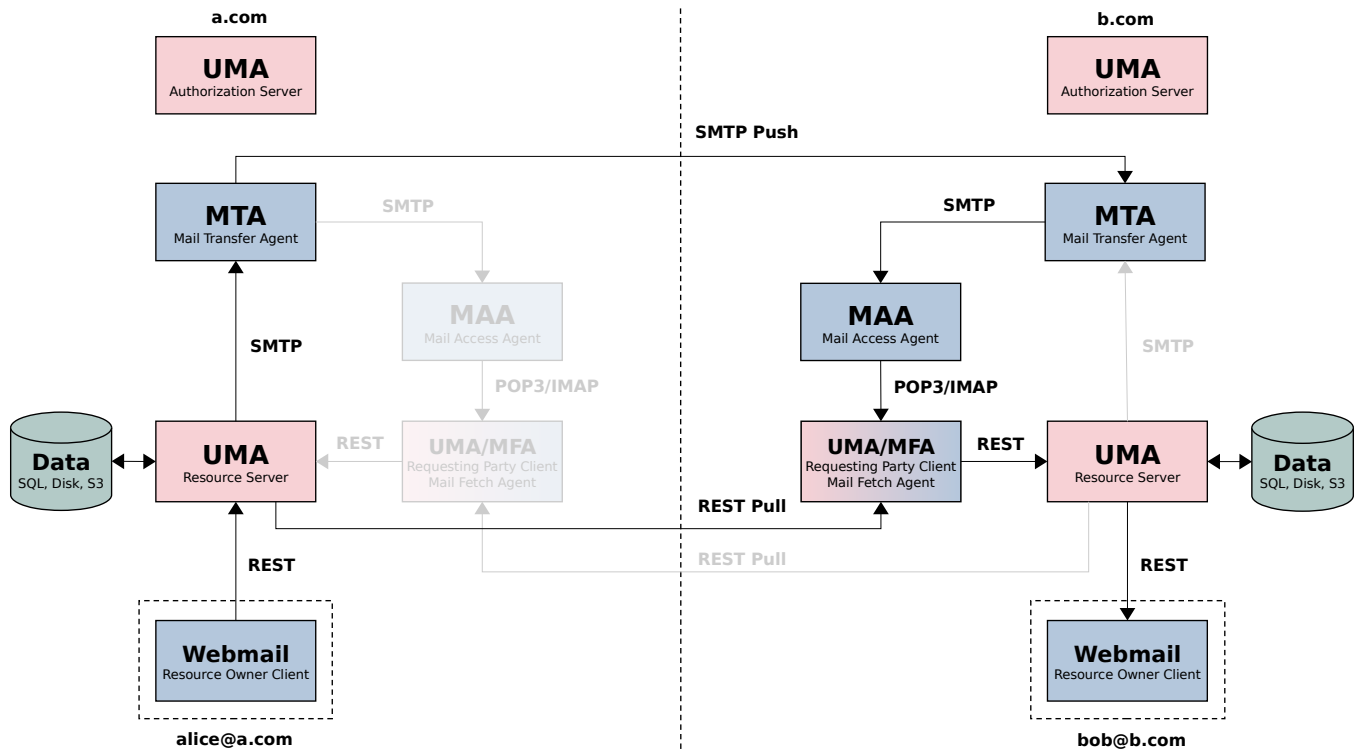 a.com
b.com
UMA
Authorization Server
UMA
Authorization Server
SMTP Push
MTA
Mail Transfer Agent
SMTP
SMTP
MTA
Mail Transfer Agent
MAA
Mail Access Agent
MAA
Mail Access Agent
SMTP
SMTP
POP3/IMAP
POP3/IMAP
Data
SQL, Disk, S3
UMA
Resource Server
REST
UMA/MFA
Requesting Party Client
Mail Fetch Agent
UMA/MFA
Requesting Party Client
Mail Fetch Agent
REST
UMA
Resource Server
Data
SQL, Disk, S3
REST Pull
REST Pull
REST
REST
Webmail
Resource Owner Client
Webmail
Resource Owner Client
alice@a.com
bob@b.com